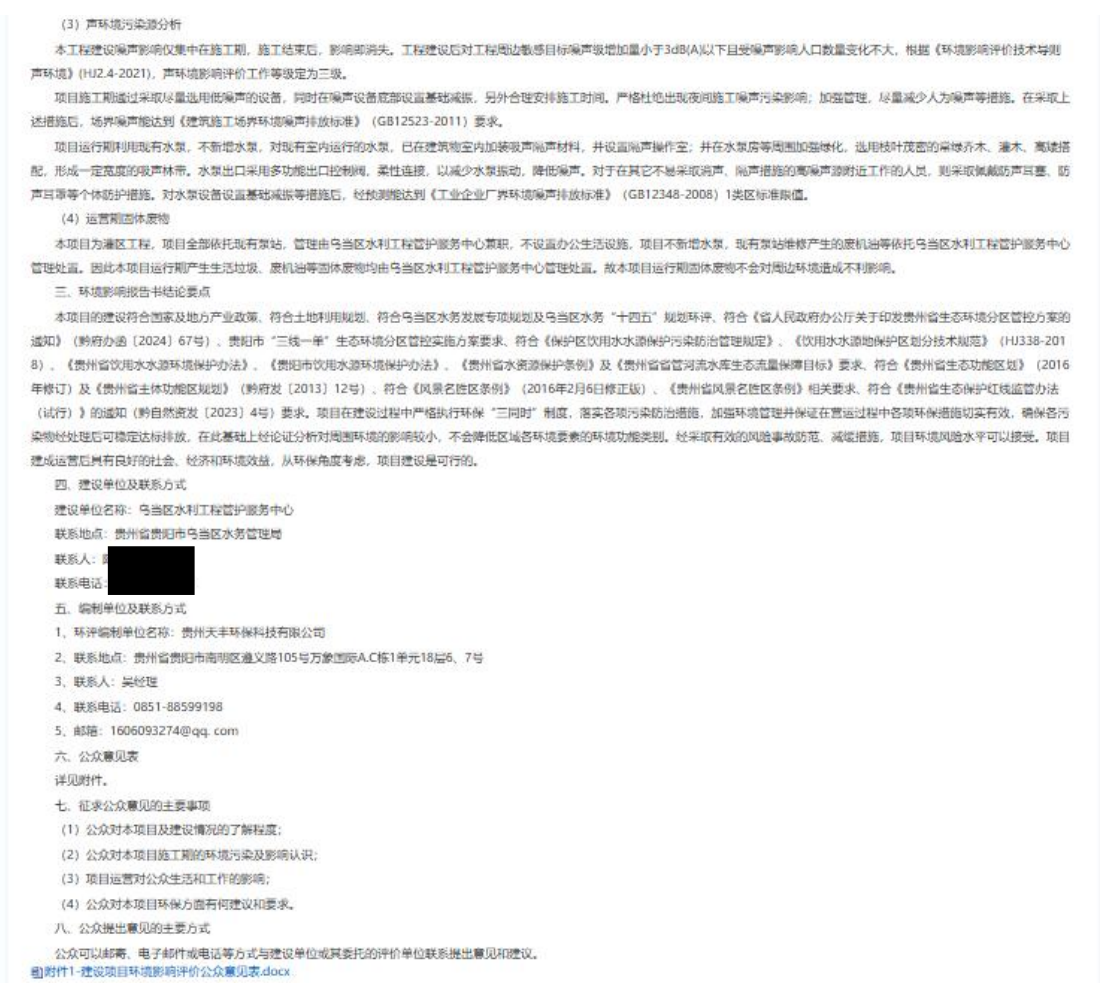 （3）声环境污染源分析
本工程建设噪声影响仅集中在施工期，施工结束后，影响即消失。工程建设后对工程周边敏感目标噪声级增加量小于3dB(A)以下且受噪声影响人口数量变化不大，根据《环境影响评价技术导则
声环境》(HJ2.4-2021)，声环境影响评价工作等级定为三级。
项目施工期通过采取尽量选用低噪声的设备，同时在噪声设备底部设置基础减振，另外合理安排施工时间。严格杜绝出现夜间施工噪声污染影响；加强管理，尽量减少人为噪声等措施。在采取上
述措施后，场界噪声能达到《建筑施工场界环境噪声排放标准》（GB12523-2011）要求。
项目运行期利用现有水泵，不新增水泵，对现有室内运行的水泵，已在建筑物室内加装吸声隔声材料，并设置隔声操作室；并在水泵房等周围加强绿化，选用枝叶茂密的常绿乔木、灌木、高矮搭
配，形成一定宽度的吸声林带。水泵出口采用多功能出口控制阀，柔性连接，以减少水泵振动，降低噪声。对于在其它不易采取消声、隔声措施的高噪声源附近工作的人员，则采取佩戴防声耳塞、防
声耳罩等个体防护措施。对水泵设备设置基础减振等措施后，经预测能达到《工业企业厂界环境噪声排放标准》（GB12348-2008）1类区标准限值。
（4）运营期固体废物
本项目为灌区工程，项目全部依托现有泵站，管理由乌当区水利工程管护服务中心兼职，不设置办公生活设施，项目不新增水泵，现有泵站维修产生的废机油等依托乌当区水利工程管护服务中心
管理处置。因此本项目运行期产生生活垃圾、废机油等固体废物均由乌当区水利工程管护服务中心管理处置。故本项目运行期固体废物不会对周边环境造成不利影响。
三、环境影响报告书结论要点
本项目的建设符合国家及地方产业政策、符合土地利用规划、符合乌当区水务发展专项规划及乌当区水务“十四五”规划环评、符合《省人民政府办公厅关于印发贵州省生态环境分区管控方案的
通知》（黔府办函〔2024〕67号）、贵阳市“三线一单”生态环境分区管控实施方案要求、符合《保护区饮用水水源保护污染防治管理规定》、《饮用水水源地保护区划分技术规范》（HJ338-201
8）、《贵州省饮用水水源环境保护办法》、《贵阳市饮用水水源环境保护办法》、《贵州省水资源保护条例》及《贵州省省管河流水库生态流量保障目标》要求、符合《贵州省生态功能区划》（2016
年修订）及《贵州省主体功能区规划》（黔府发〔2013〕12号）、符合《风景名胜区条例》（2016年2月6日修正版）、《贵州省风景名胜区条例》相关要求、符合《贵州省生态保护红线监管办法
（试行）》的通知（黔自然资发〔2023〕4号）要求。项目在建设过程中严格执行环保“三同时”制度，落实各项污染防治措施，加强环境管理并保证在营运过程中各项环保措施切实有效，确保各污
染物经处理后可稳定达标排放，在此基础上经论证分析对周围环境的影响较小，不会降低区域各环境要素的环境功能类别。经采取有效的风险事故防范、减缓措施，项目环境风险水平可以接受。项目
建成运营后具有良好的社会、经济和环境效益，从环保角度考虑，项目建设是可行的。
四、建设单位及联系方式
建设单位名称：乌当区水利工程管护服务中心
联系地点：贵州省贵阳市乌当区水务管理局
联系人：
联系电话：
五、编制单位及联系方式
1、环评编制单位名称：贵州天丰环保科技有限公司
2、联系地点：贵州省贵阳市南明区遵义路105号万象国际A.C栋1单元18层6、7号
3、联系人：吴经理
4、联系电话：0851-88599198
5、邮箱：1606093274@qq. com
六、公众意见表
详见附件。
七、征求公众意见的主要事项
（1）公众对本项目及建设情况的了解程度；
（2）公众对本项目施工期的环境污染及影响认识；
（3）项目运营对公众生活和工作的影响；
（4）公众对本项目环保方面有何建议和要求。
八、公众提出意见的主要方式
公众可以邮寄、电子邮件或电话等方式与建设单位或其委托的评价单位联系提出意见和建议。
附件1-建设项目环境影响评价公众意见表.docx